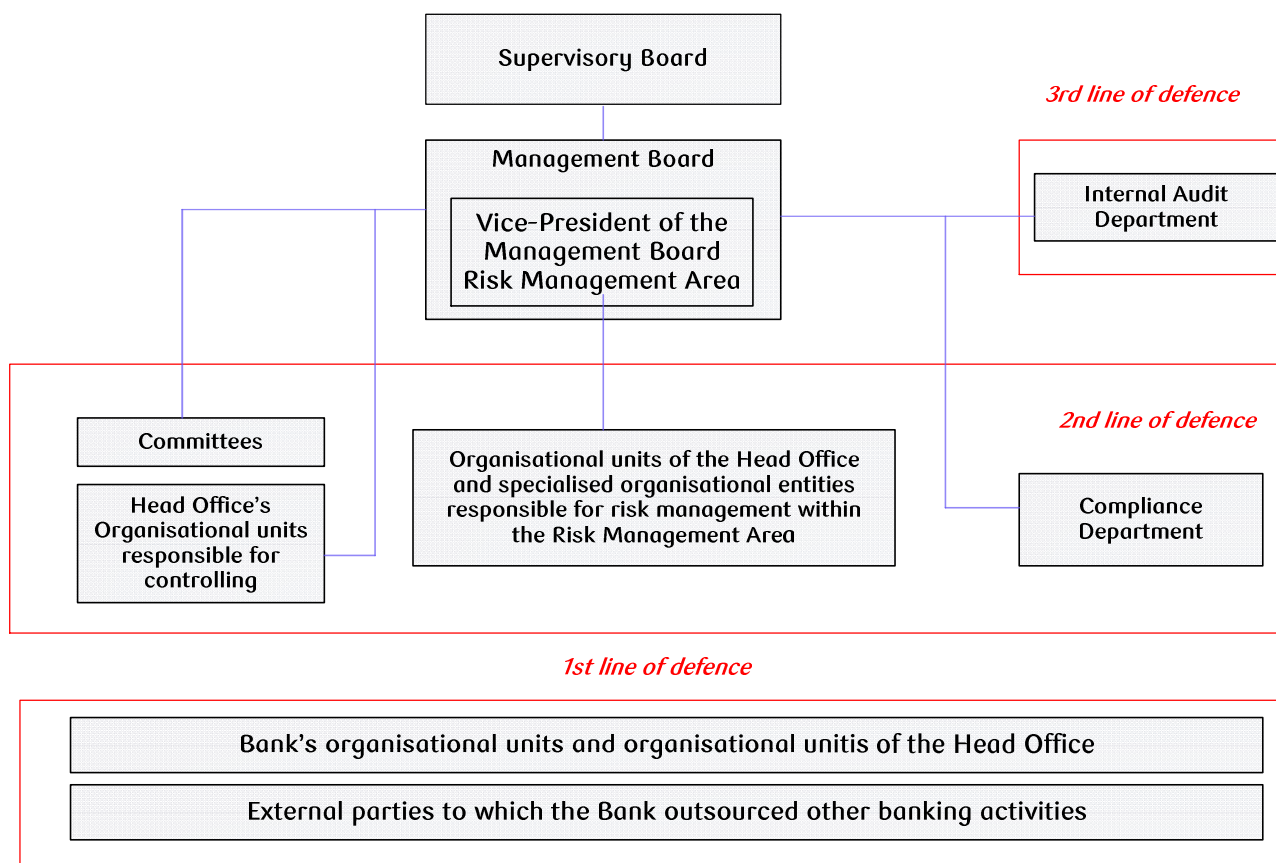 Supervisory Board
3rd line of defence
Management Board
Vice-President of the
Management Board
Risk Management Area
Internal Audit
Department
2nd line of defence
Committees
Head Office's
Organisational units
responsible for
controlling
Organisational units of the Head Office
and specialised organisational entities
responsible for risk management within
the Risk Management Area
Compliance
Department
1st line of defence
Bank's organisational units and organisational unitis of the Head Office
External parties to which the Bank outsourced other banking activities